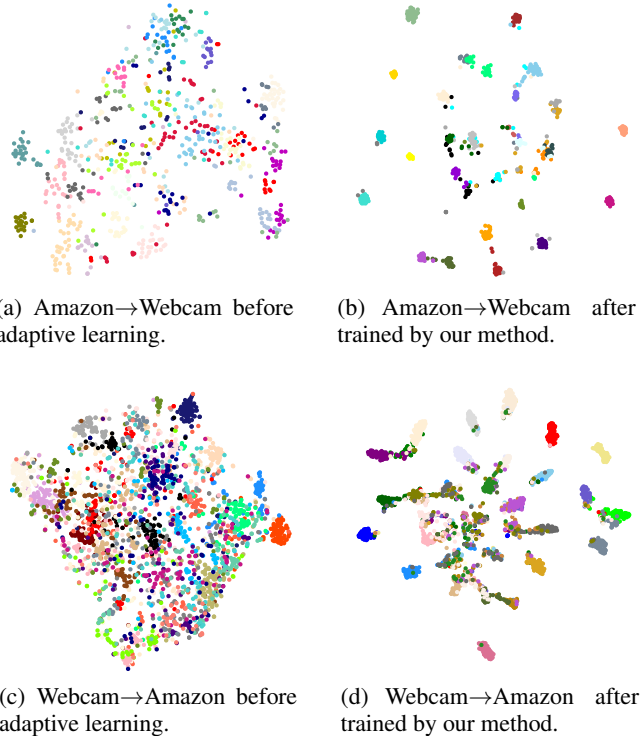 (a) Amazon→Webcam before
adaptive learning.
(b) Amazon→Webcam after
trained by our method.
(c) Webcam→Amazon before
adaptive learning.
(d) Webcam→Amazon after
trained by our method.